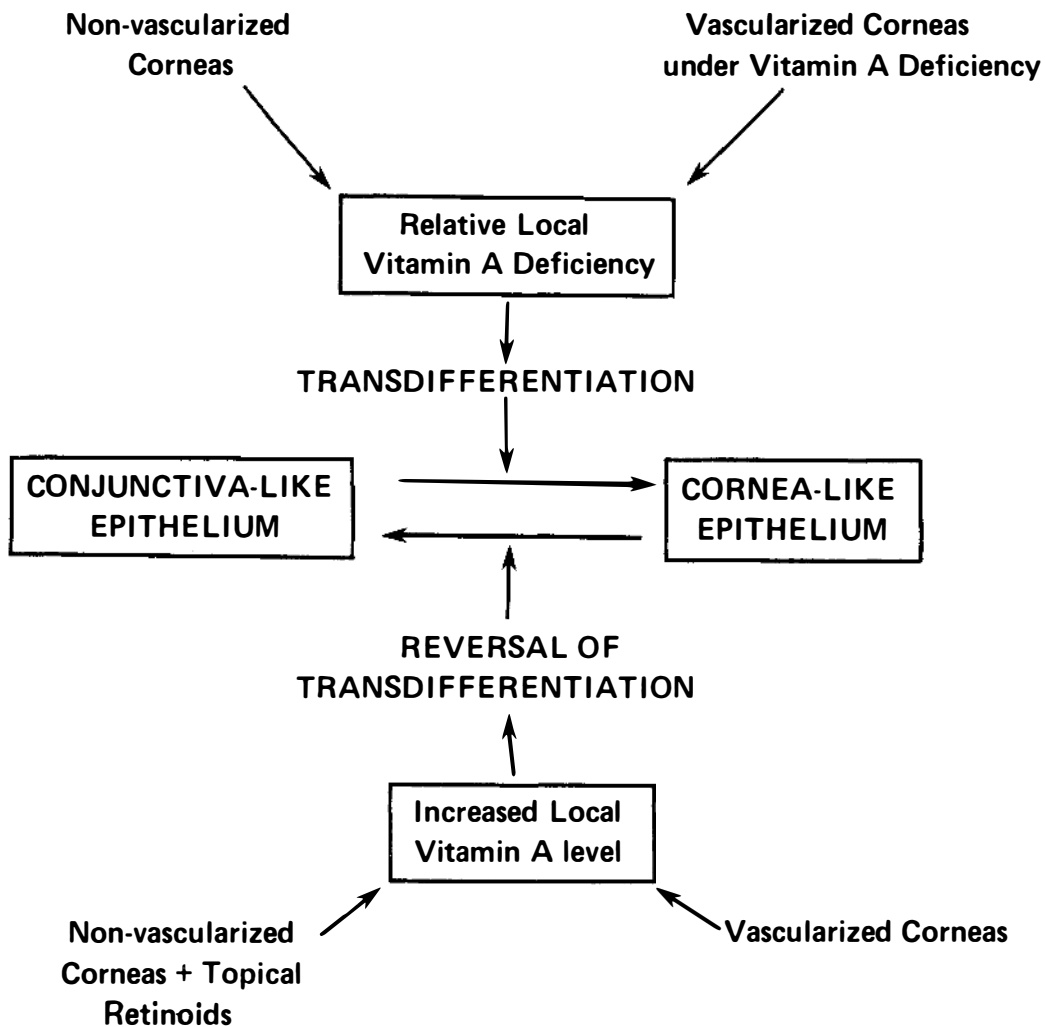 Non-vascularized
Corneas
Vascularized Corneas
under Vitamin A Deficiency
Relative Local
Vitamin A Deficiency
TRANSDIFFERENTIATION
CONJUNCTIVA-LIKE
EPITHELIUM
CORNEA-LIKE
EPITHELIUM
REVERSAL OF
TRANSDIFFERENTIATION
Increased Local
Vitamin A level
Non-vascularized
Corneas + Topical
Retinoids
Vascularized Corneas